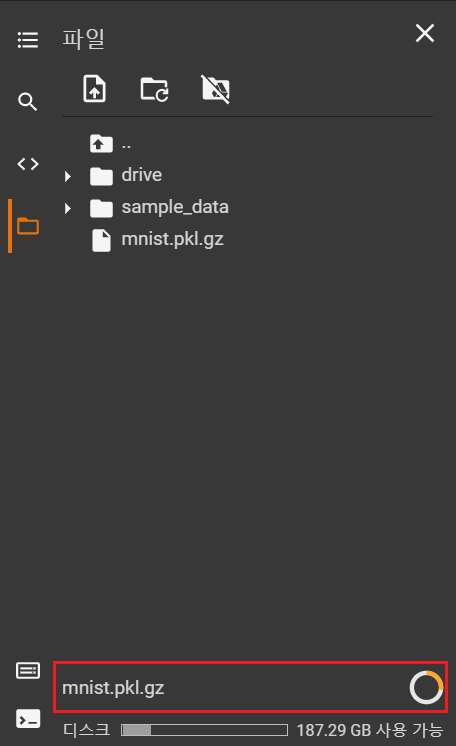 파일
..
drive
sample_data
mnist.pkl.gz
mnist.pkl.gz
디스크 187.29 GB 사용 가능